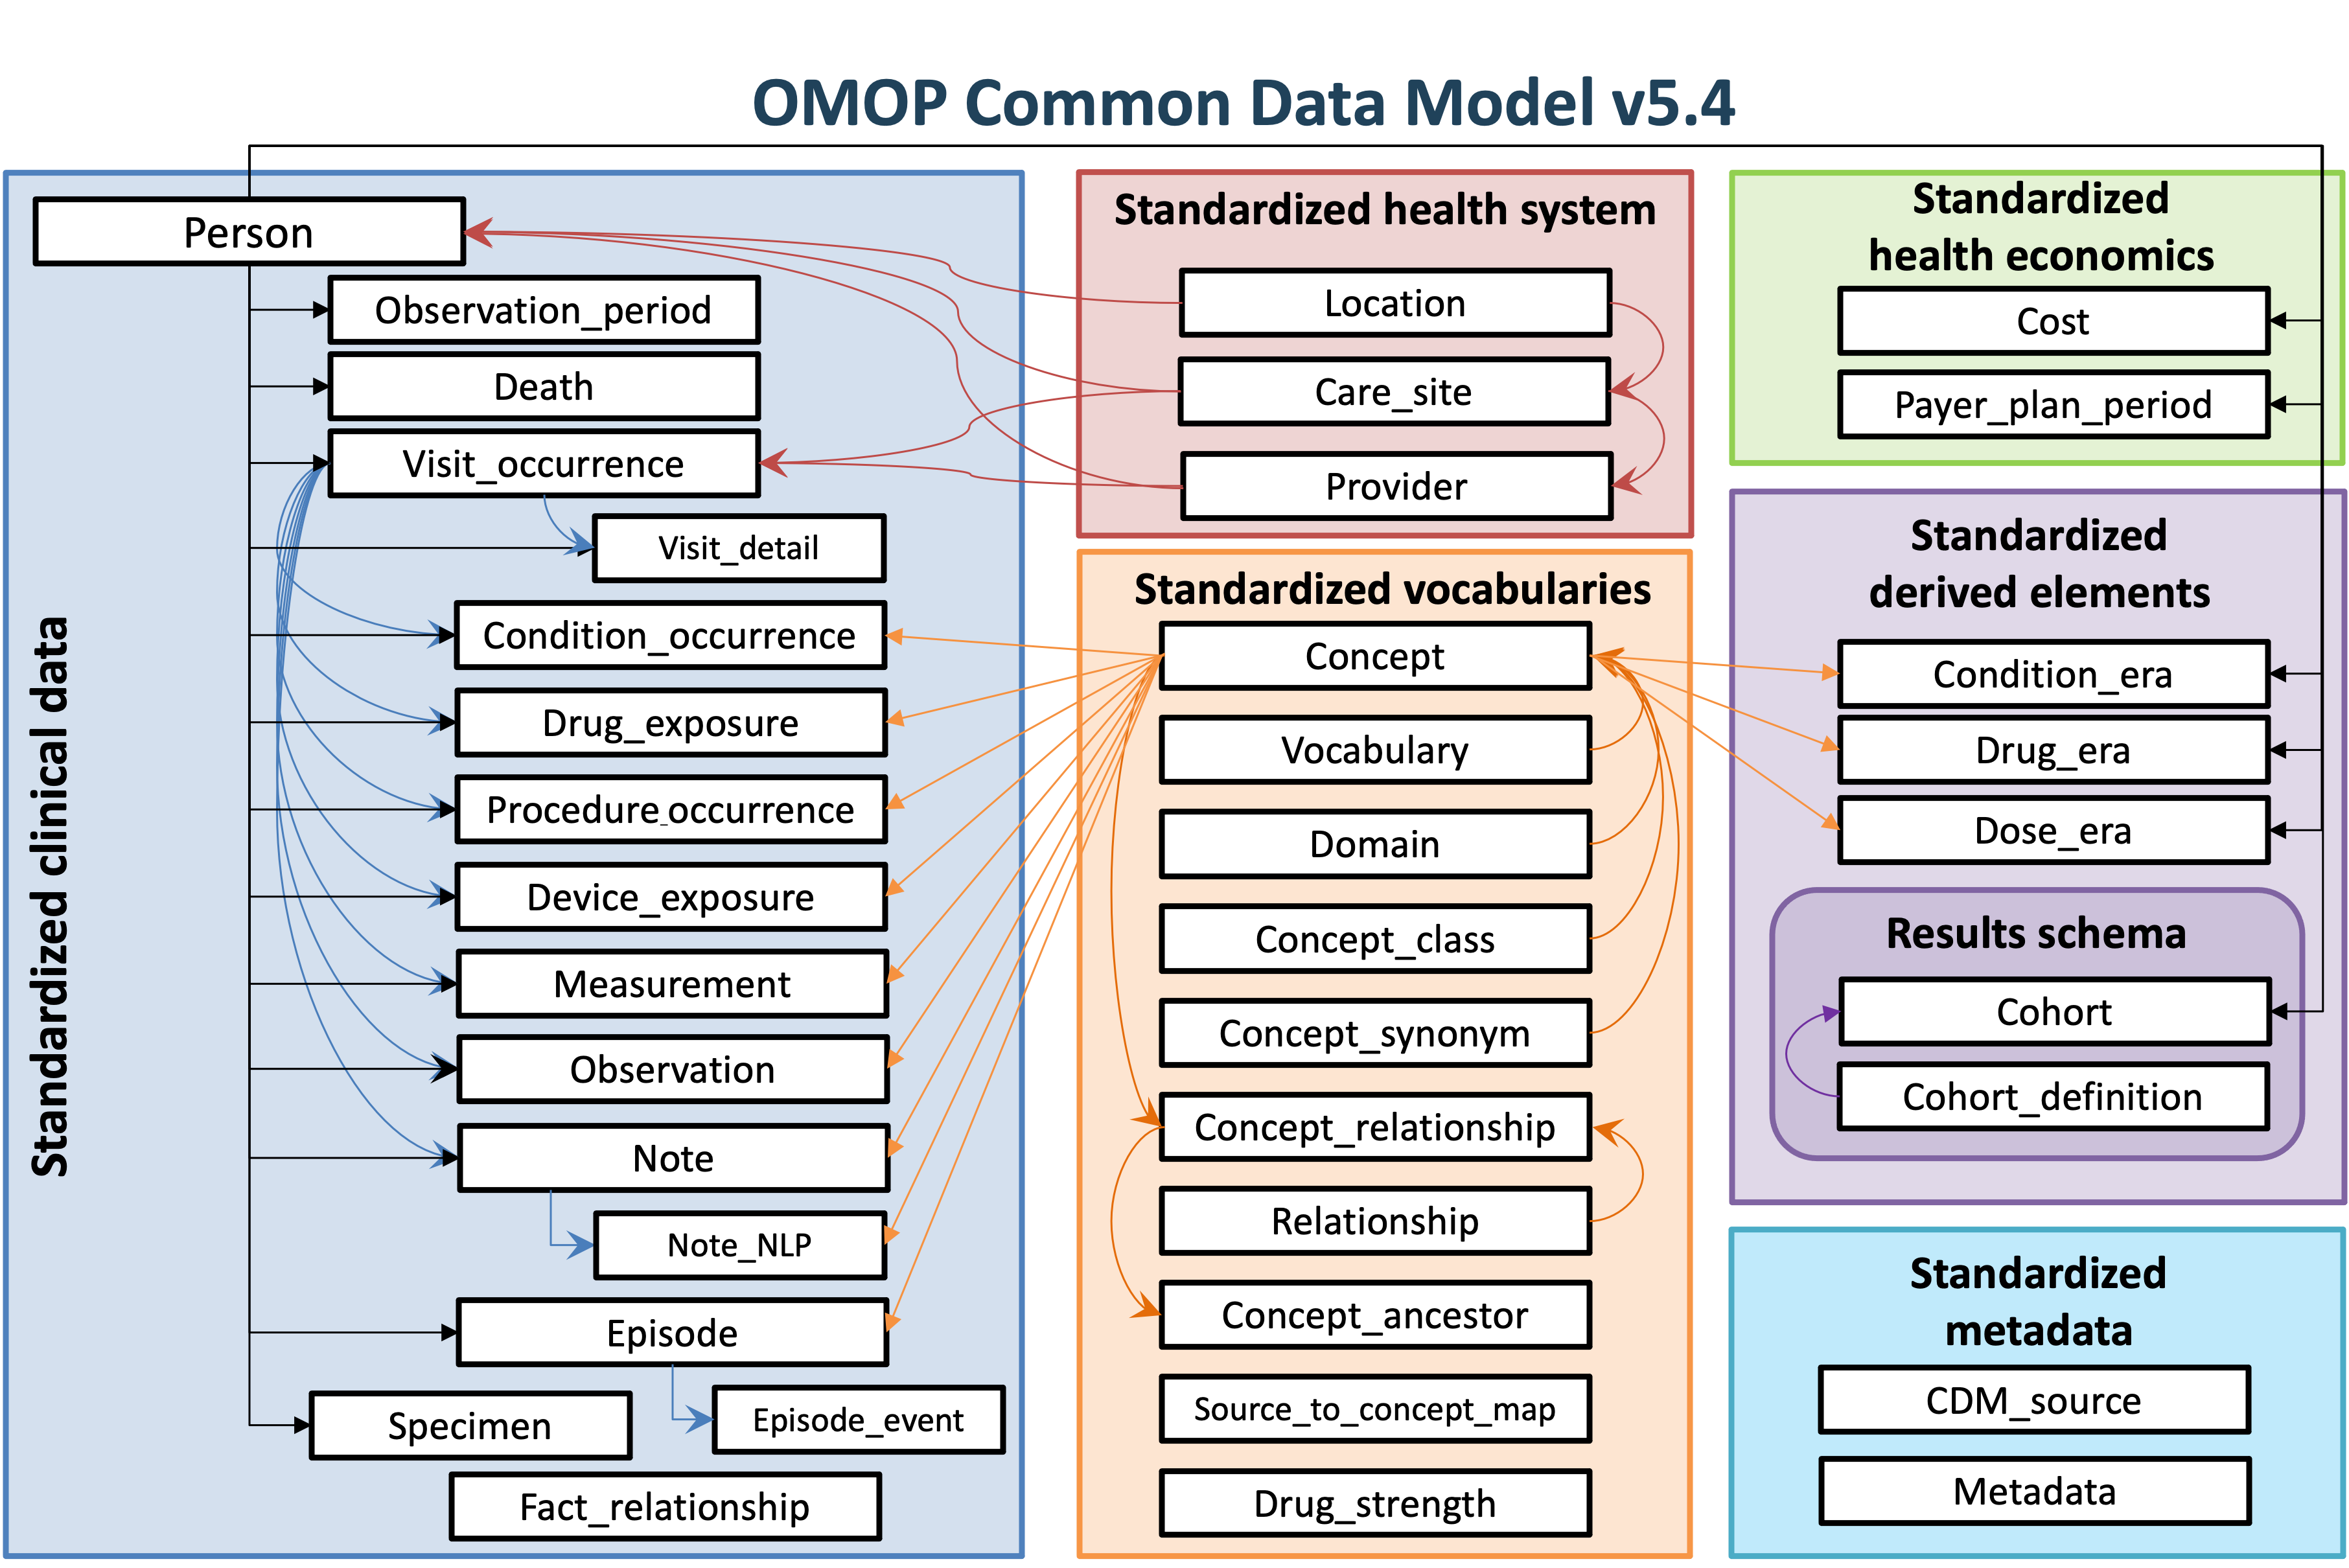 OMOP Common Data Model v5.4
Standardized clinical data
Person
Observation_period
Death
Visit_occurrence
Visit_detail
Condition_occurrence
Drug_exposure
Procedure_occurrence
Device_exposure
Measurement
Observation
Note
Note_NLP
Episode
Specimen
Episode_event
Fact_relationship
Standardized health system
Location
Care_site
Provider
Standardized vocabularies
Concept
Vocabulary
Domain
Concept_class
Concept_synonym
Concept_relationship
Relationship
Concept_ancestor
Source_to_concept_map
Drug_strength
Standardized
health economics
Cost
Payer_plan_period
Standardized
derived elements
Condition_era
Drug_era
Dose_era
Results schema
Cohort
Cohort_definition
Standardized
metadata
CDM_source
Metadata